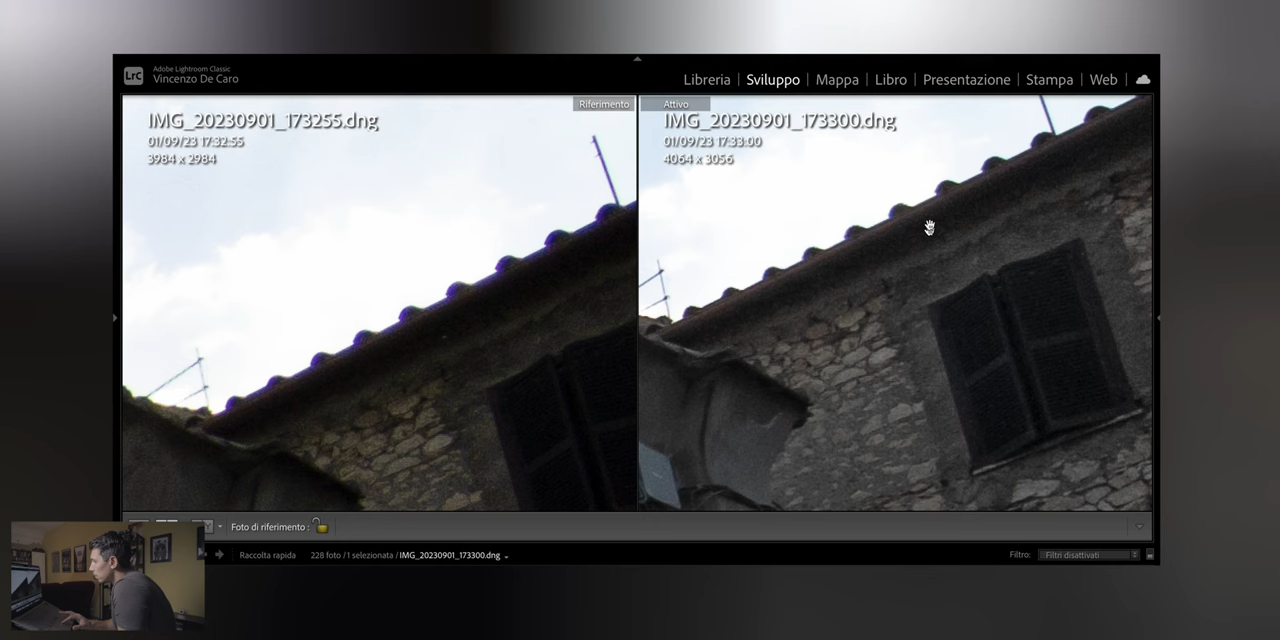 LrC
Adobe Lightroom Classic
Vincenzo De Caro
Libreria | Sviluppo | Mappa | Libro | Presentazione | Stampa | Web |
Riferimento
IMG_20230901_173255.dng
01/09/23 17:32:55
3984 x 2984
Attivo
IMG_20230901_173300.dng
01/09/23 17:33:00
4064 x 3056
Foto di riferimento :
Raccolta rapida
228 foto /1 selezionata /IMG_20230901_173300.dng
Filtro:
Filtri disattivati